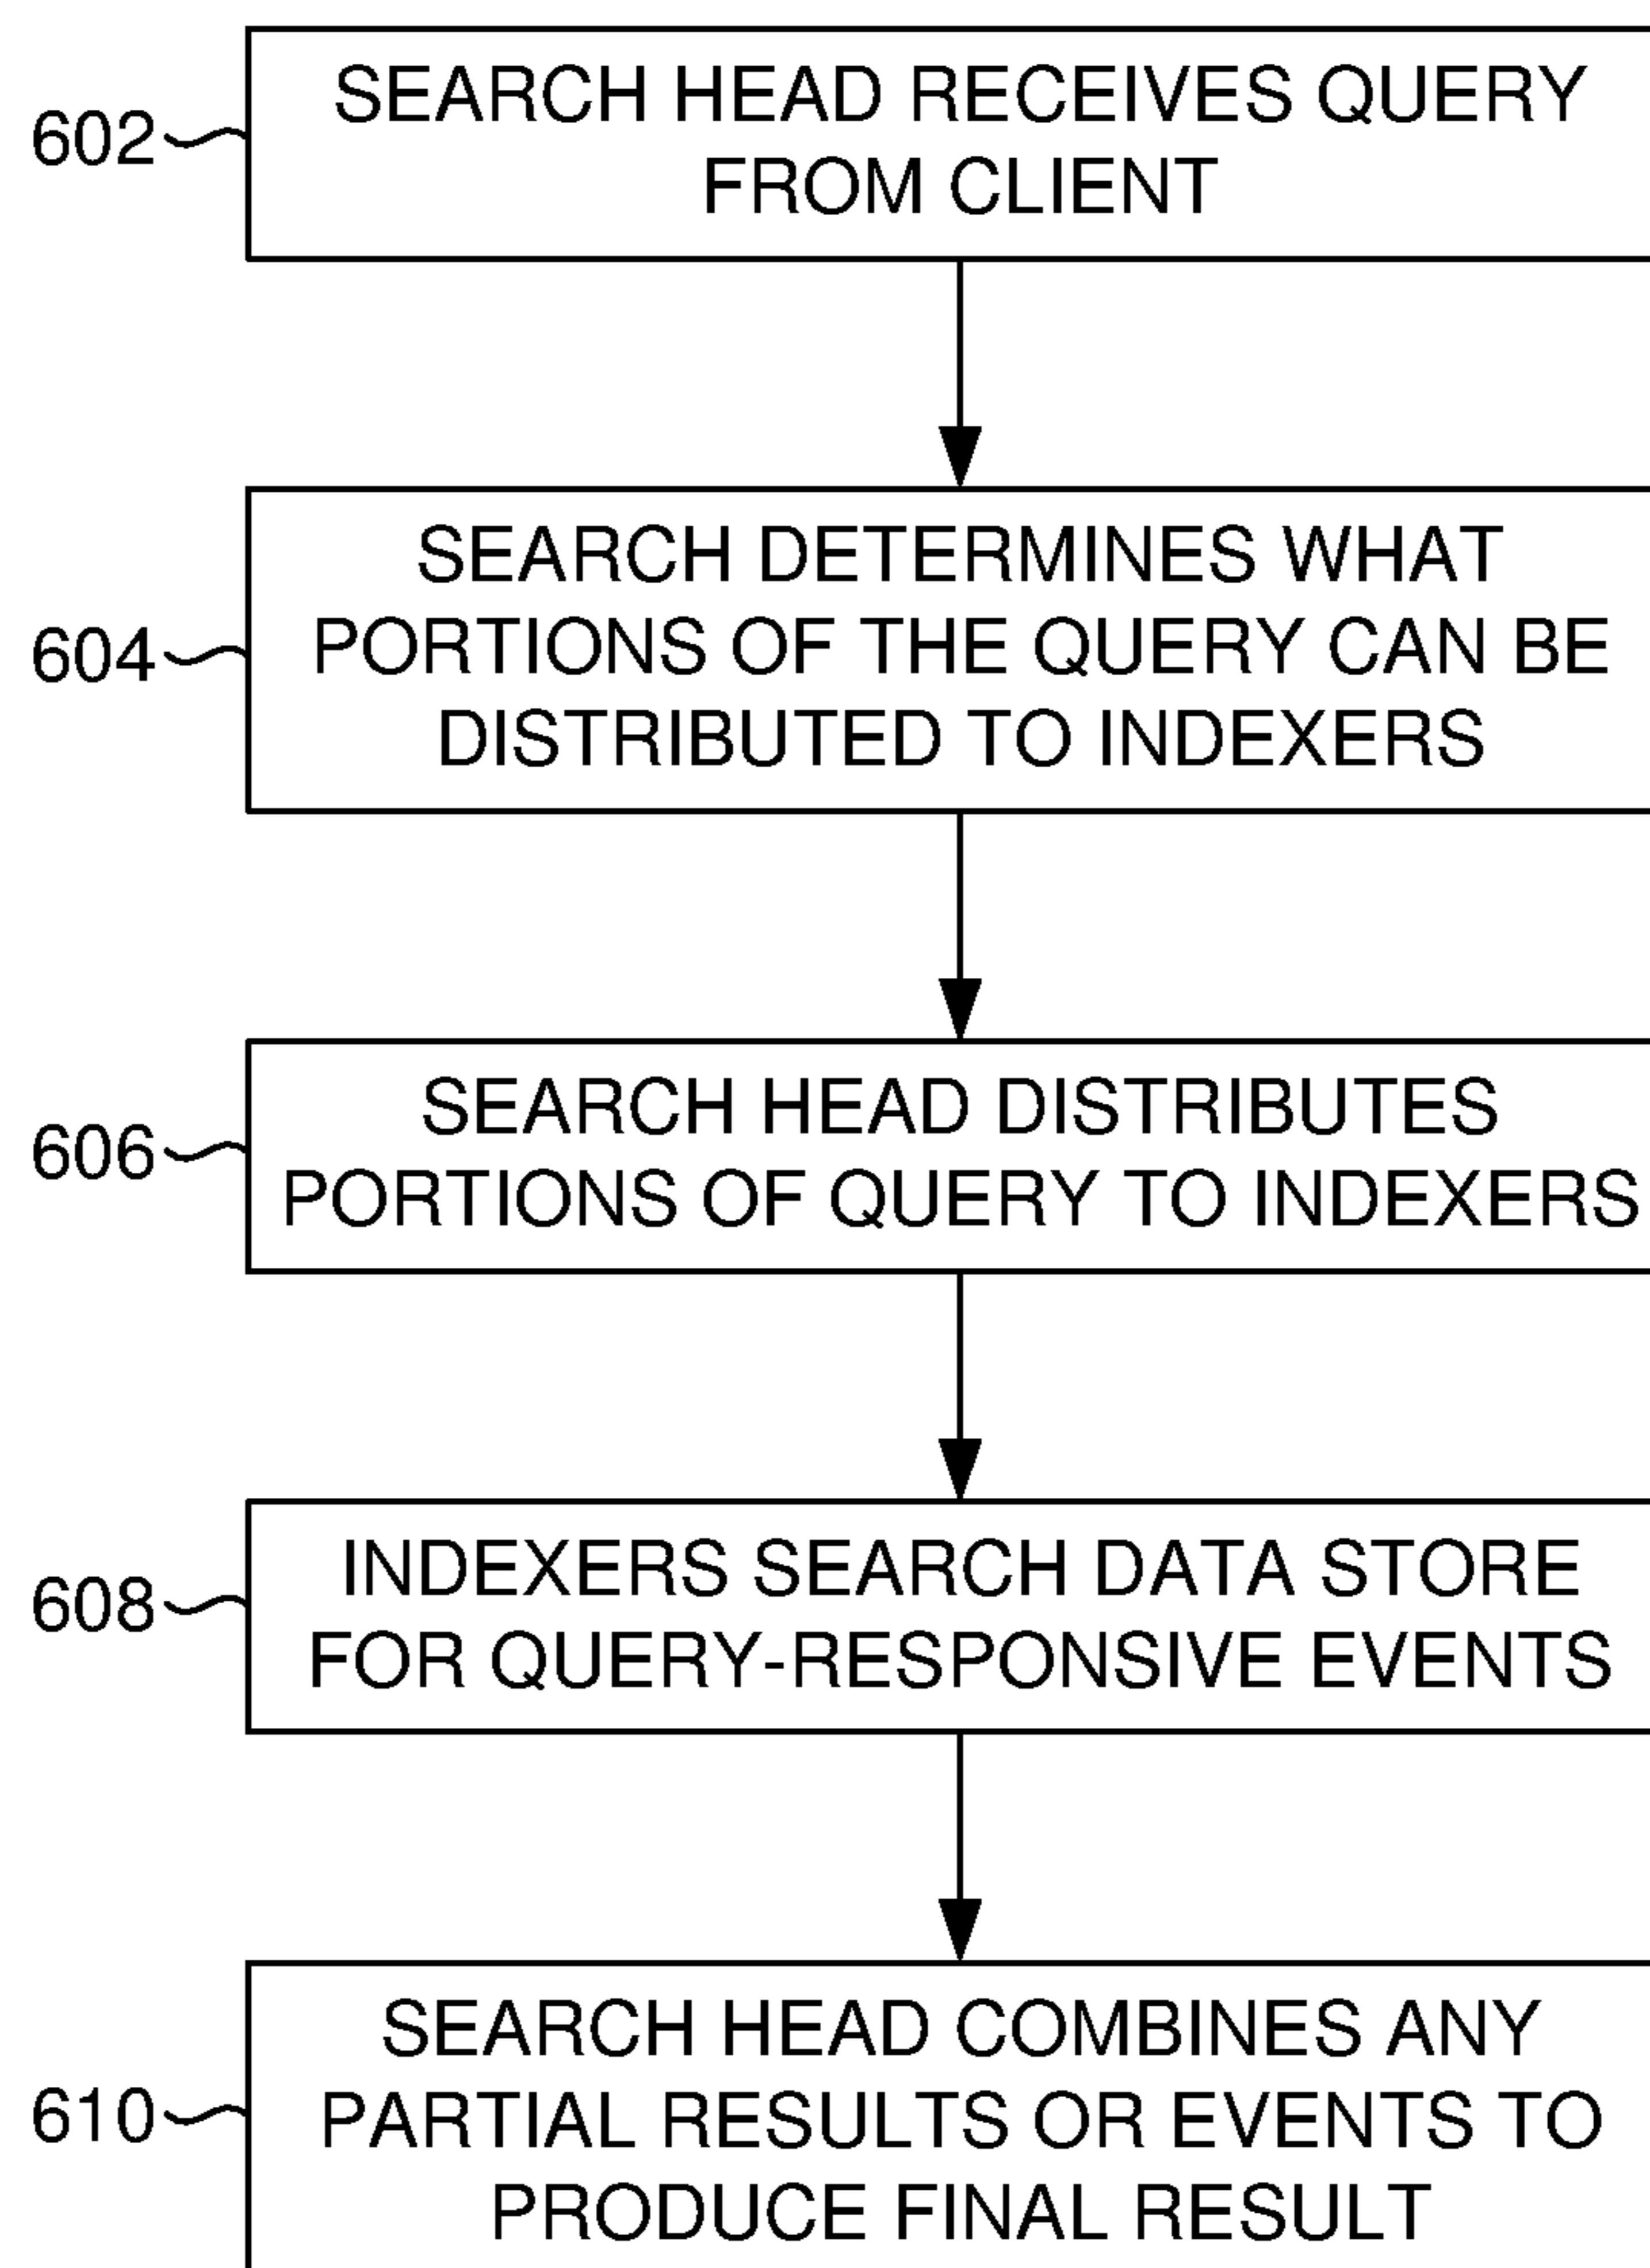 602
SEARCH HEAD RECEIVES QUERY
FROM CLIENT
604
SEARCH DETERMINES WHAT
PORTIONS OF THE QUERY CAN BE
DISTRIBUTED TO INDEXERS
606
SEARCH HEAD DISTRIBUTES
PORTIONS OF QUERY TO INDEXERS
608
INDEXERS SEARCH DATA STORE
FOR QUERY-RESPONSIVE EVENTS
610
SEARCH HEAD COMBINES ANY
PARTIAL RESULTS OR EVENTS TO
PRODUCE FINAL RESULT